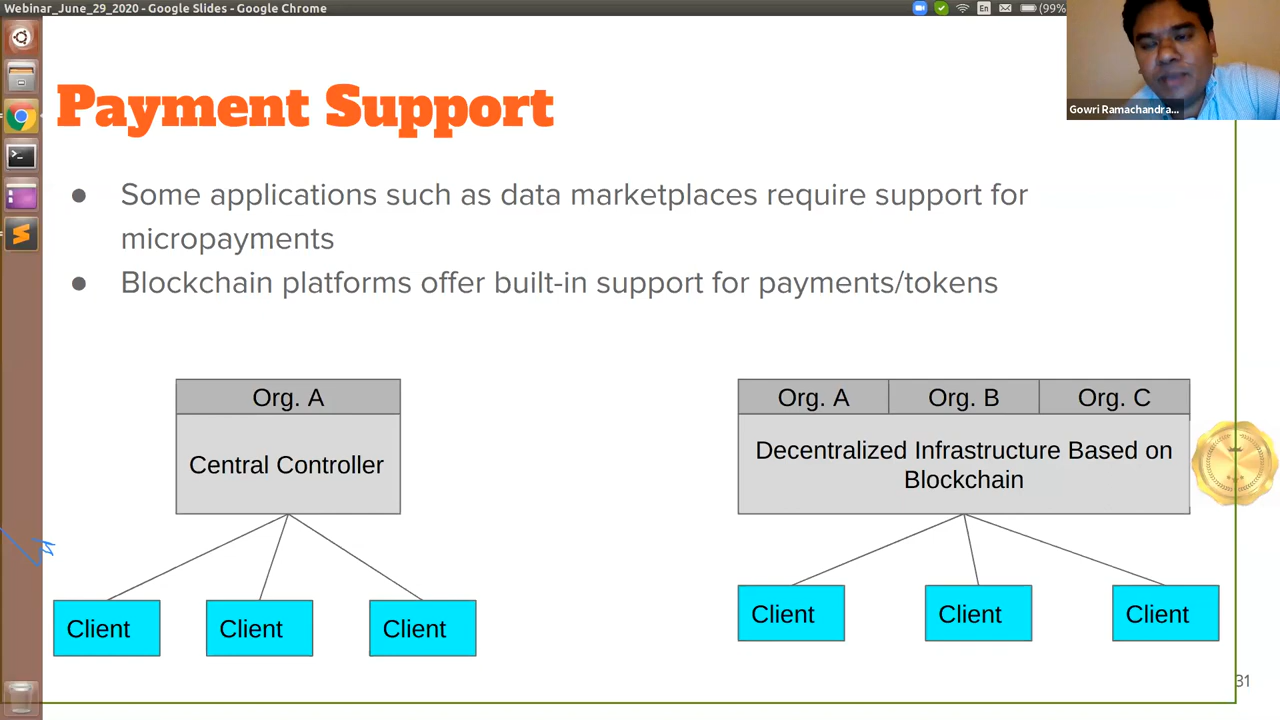 Webinar_June_29_2020 - Google Slides - Google Chrome
En
(99%
Gowri Ramachandra...
Payment Support
● Some applications such as data marketplaces require support for
micropayments
● Blockchain platforms offer built-in support for payments/tokens
Org. A
Central Controller
Client
Client
Client
Org. A
Org. B
Org. C
Decentralized Infrastructure Based on
Blockchain
Client
Client
Client
31